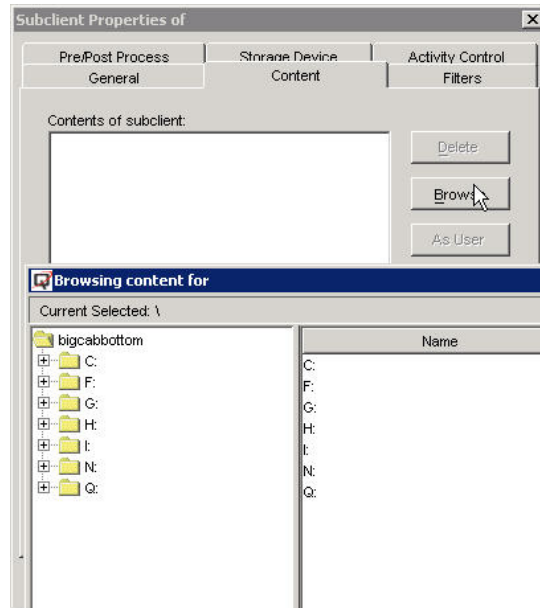 Subclient Properties of
Pre/Post Process Storage Device Activity Control
General Content Filters
Contents of subclient:
Delete
Brows
As User
Browsing content for
Current Selected: \
bigcabbottom Name
C: C:
F: F:
G: G:
H: H:
I: I:
N: N:
Q: Q: